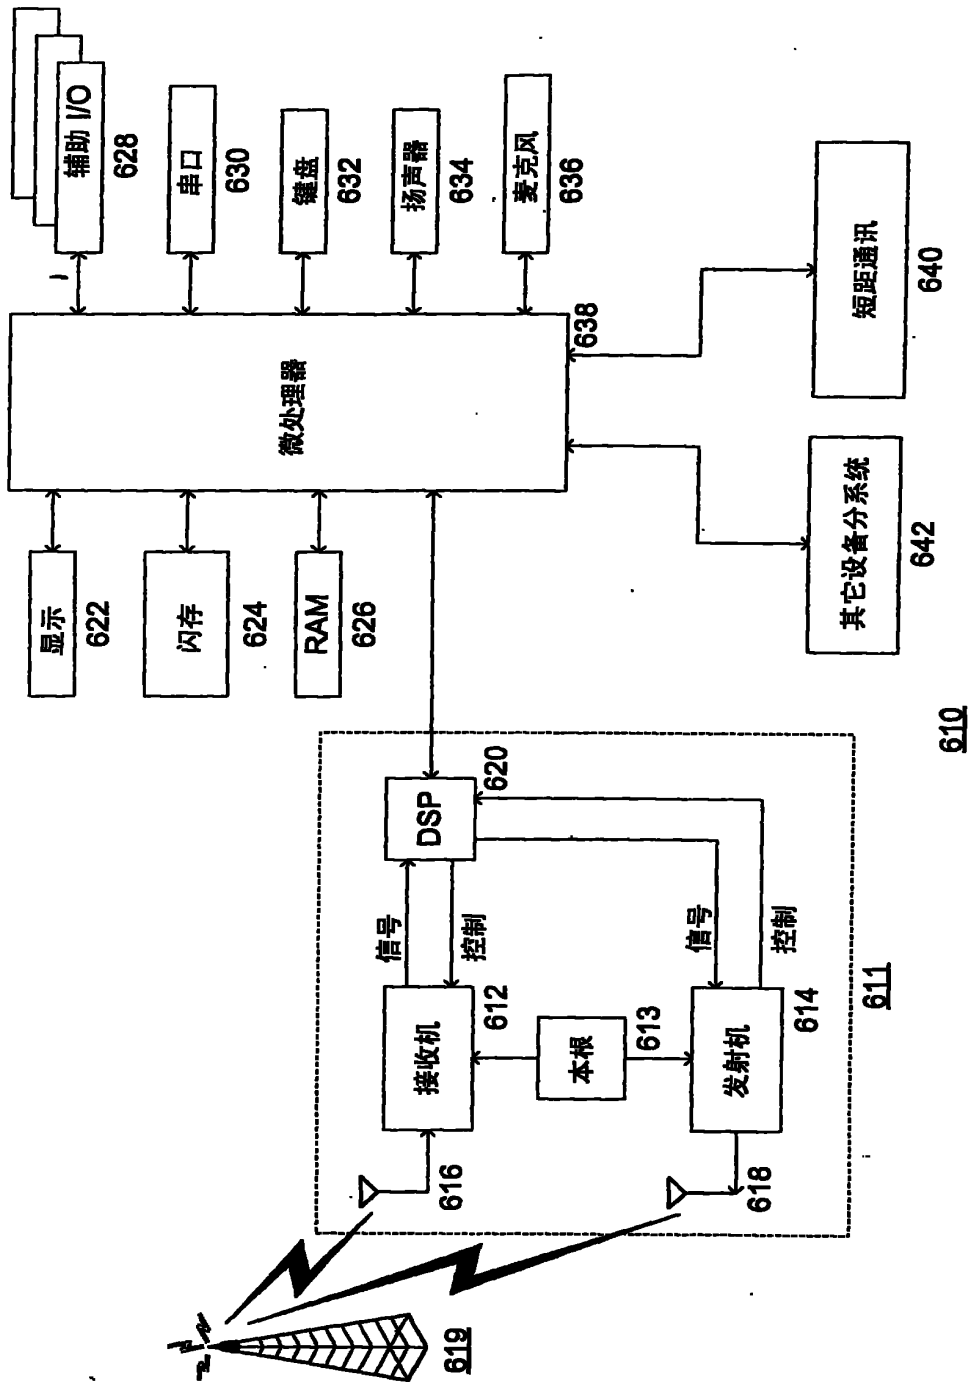 辅助 I/O
628
串口
630
键盘
632
扬声器
634
麦克风
636
微处理器
638
短距通讯
640
其它设备分系统
642
显示
622
闪存
624
RAM
626
610
DSP
620
信号
控制
信号
控制
接收机
612
本根
613
发射机
614
611
616
618
619